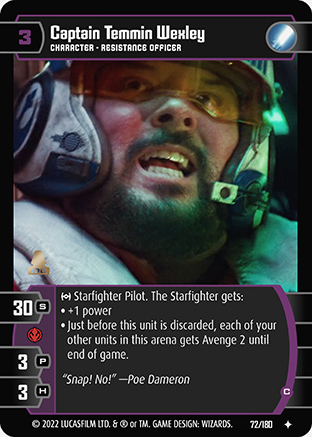 3
Captain Temmin Wexley
CHARACTER - RESISTANCE OFFICER
30 S
3 P
3 H
Starfighter Pilot. The Starfighter gets:
• +1 power
• Just before this unit is discarded, each of your
other units in this arena gets Avenge 2 until
end of game.
“Snap! No!” —Poe Dameron
C
© 2022 LUCASFILM LTD. & ® or TM. GAME DESIGN: WIZARDS.
72/180